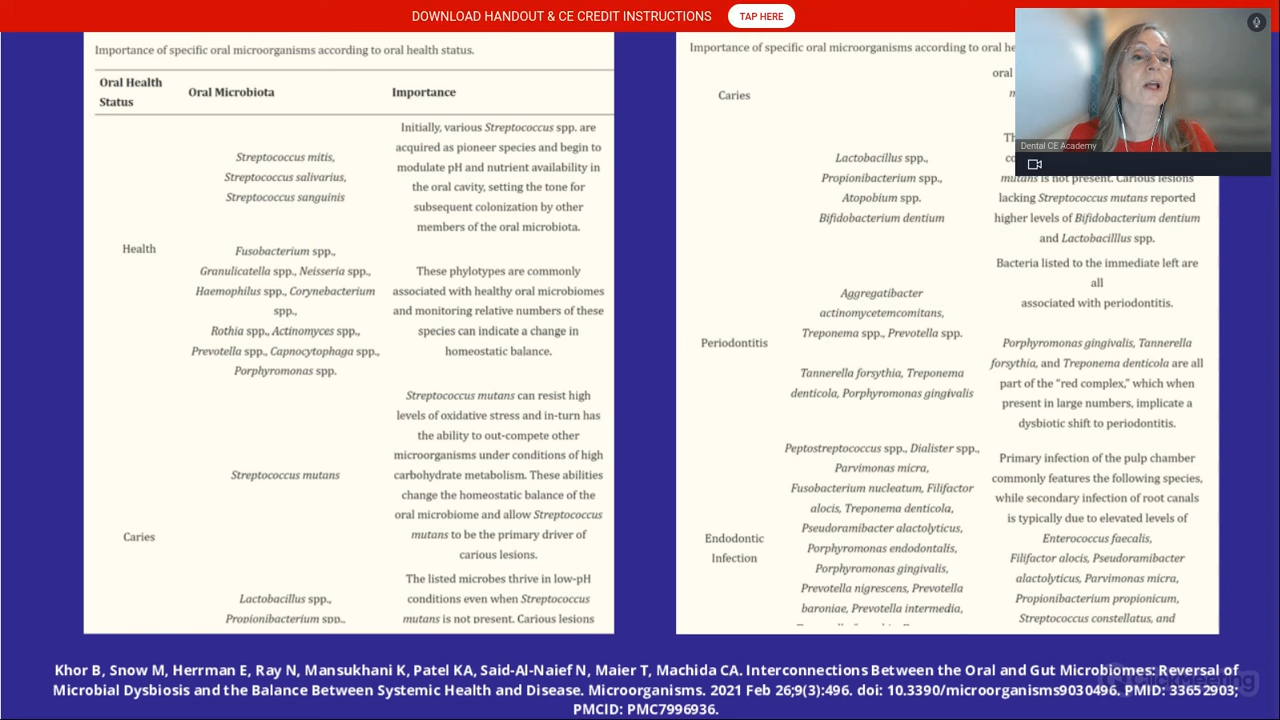 DOWNLOAD HANDOUT & CE CREDIT INSTRUCTIONS TAP HERE
Importance of specific oral microorganisms according to oral health status.
Oral Health
Status
Oral Microbiota
Importance
Health
Streptococcus mitis,
Streptococcus salivarius,
Streptococcus sanguinis
Initially, various Streptococcus spp. are
acquired as pioneer species and begin to
modulate pH and nutrient availability in
the oral cavity, setting the tone for
subsequent colonization by other
members of the oral microbiota.
Fusobacterium spp.,
Granulicatella spp., Neisseria spp.,
Haemophilus spp., Corynebacterium
spp.,
Rothia spp., Actinomyces spp.,
Prevotella spp., Capnocytophaga spp.,
Porphyromonas spp.
These phylotypes are commonly
associated with healthy oral microbiomes
and monitoring relative numbers of these
species can indicate a change in
homeostatic balance.
Caries
Streptococcus mutans
Streptococcus mutans can resist high
levels of oxidative stress and in-turn has
the ability to out-compete other
microorganisms under conditions of high
carbohydrate metabolism. These abilities
change the homeostatic balance of the
oral microbiome and allow Streptococcus
mutans to be the primary driver of
carious lesions.
Lactobacillus spp.,
Propionibacterium spp.,
The listed microbes thrive in low-pH
conditions even when Streptococcus
mutans is not present. Carious lesions
Importance of specific oral microorganisms according to oral he
Caries
oral
m
Lactobacillus spp.,
Propionibacterium spp.,
Atopobium spp.
Bifidobacterium dentium
Th
co
mutans is not present. Carious lesions
lacking Streptococcus mutans reported
higher levels of Bifidobacterium dentium
and Lactobacilllus spp.
Periodontitis
Aggregatibacter
actinomycetemcomitans,
Treponema spp., Prevotella spp.
Bacteria listed to the immediate left are
all
associated with periodontitis.
Tannerella forsythia, Treponema
denticola, Porphyromonas gingivalis
Porphyromonas gingivalis, Tannerella
forsythia, and Treponema denticola are all
part of the “red complex,” which when
present in large numbers, implicate a
dysbiotic shift to periodontitis.
Endodontic
Infection
Peptostreptococcus spp., Dialister spp.,
Parvimonas micra,
Fusobacterium nucleatum, Filifactor
alocis, Treponema denticola,
Pseudoramibacter alactolyticus,
Porphyromonas endodontalis,
Porphyromonas gingivalis,
Prevotella nigrescens, Prevotella
baroniae, Prevotella intermedia,
Primary infection of the pulp chamber
commonly features the following species,
while secondary infection of root canals
is typically due to elevated levels of
Enterococcus faecalis,
Filifactor alocis, Pseudoramibacter
alactolyticus, Parvimonas micra,
Propionibacterium propionicum,
Streptococcus constellatus, and
Dental CE Academy
Khor B, Snow M, Herrman E, Ray N, Mansukhani K, Patel KA, Said-Al-Naief N, Maier T, Machida CA. Interconnections Between the Oral and Gut Microbiomes: Reversal of
Microbial Dysbiosis and the Balance Between Systemic Health and Disease. Microorganisms. 2021 Feb 26;9(3):496. doi: 10.3390/microorganisms9030496. PMID: 33652903;
PMCID: PMC7996936.
ClickMeeting